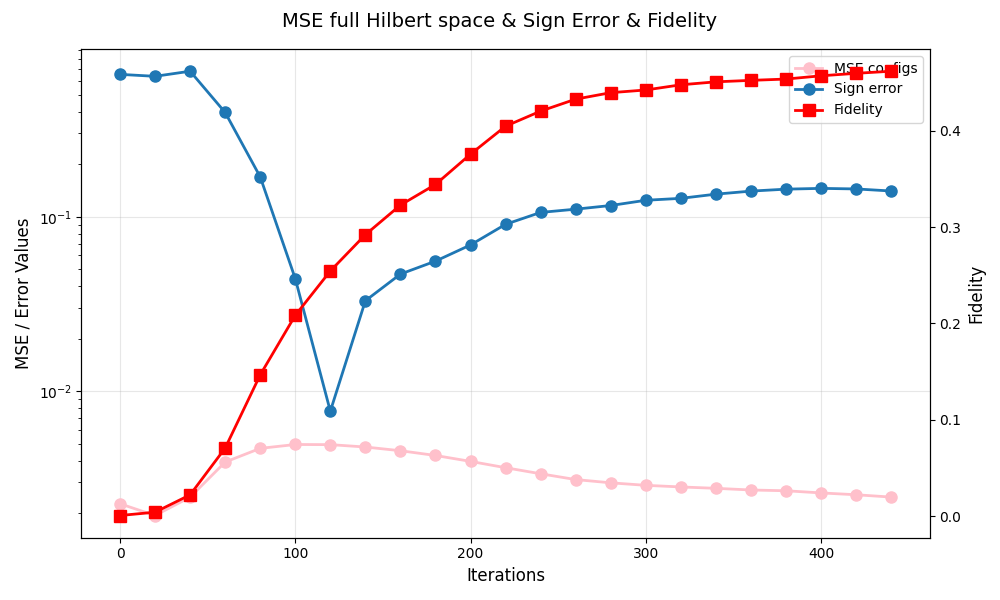 MSE full Hilbert space & Sign Error & Fidelity
MSE configs
Sign error
Fidelity
MSE / Error Values
10⁻¹
10⁻²
0.4
0.3
0.2
0.1
0.0
Fidelity
0 100 200 300 400
Iterations